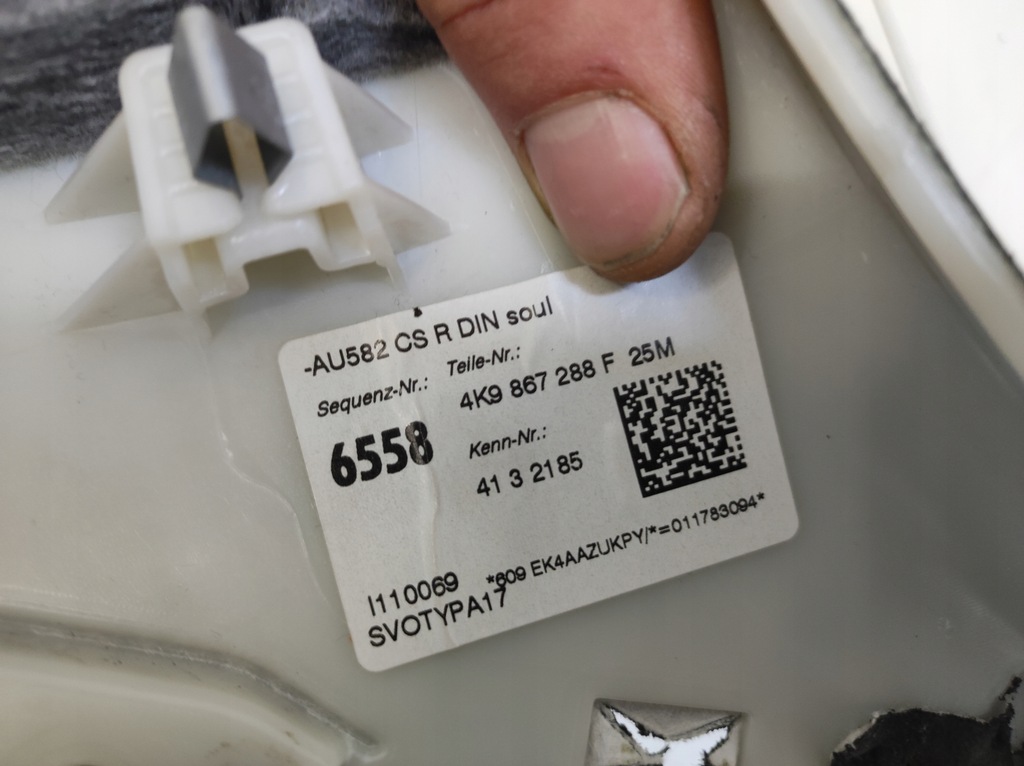 -AU582 CS R DIN soul
Sequenz-Nr.: Teile-Nr.:
4K9 867 288 F 25M
6558
Kenn-Nr.:
41 3 2185
I110069 *609 EK4AAZUKPY/*=011783094*
SVOTYPA17